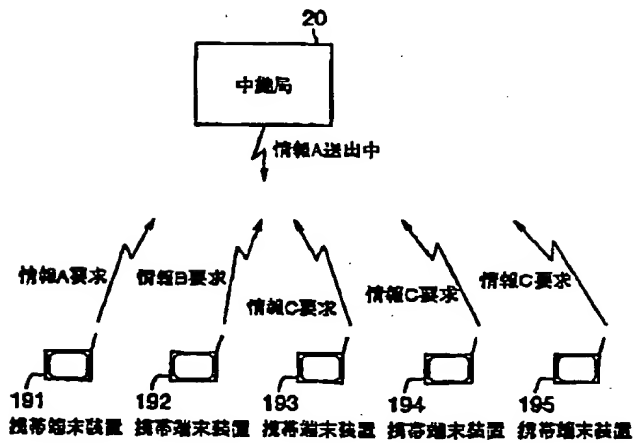 20
中継局
情報A送出中
情報A要求
情報B要求
情報C要求
情報C要求
情報C要求
191
携帯端末装置
192
携帯端末装置
193
携帯端末装置
194
携帯端末装置
195
携帯端末装置